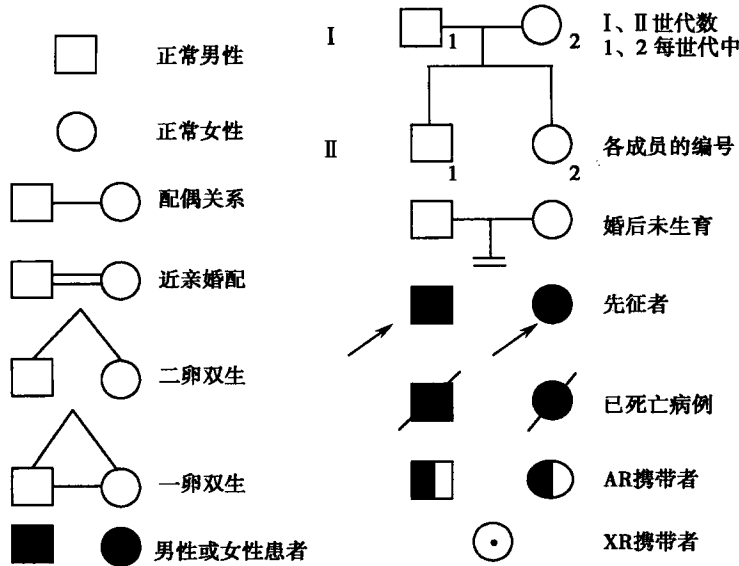 正常男性
正常女性
配偶关系
近亲婚配
二卵双生
一卵双生
男性或女性患者
I
1
2
I、II世代数
1、2每世代中
II
1
2
各成员的编号
婚后未生育
先征者
已死亡病例
AR携带者
XR携带者